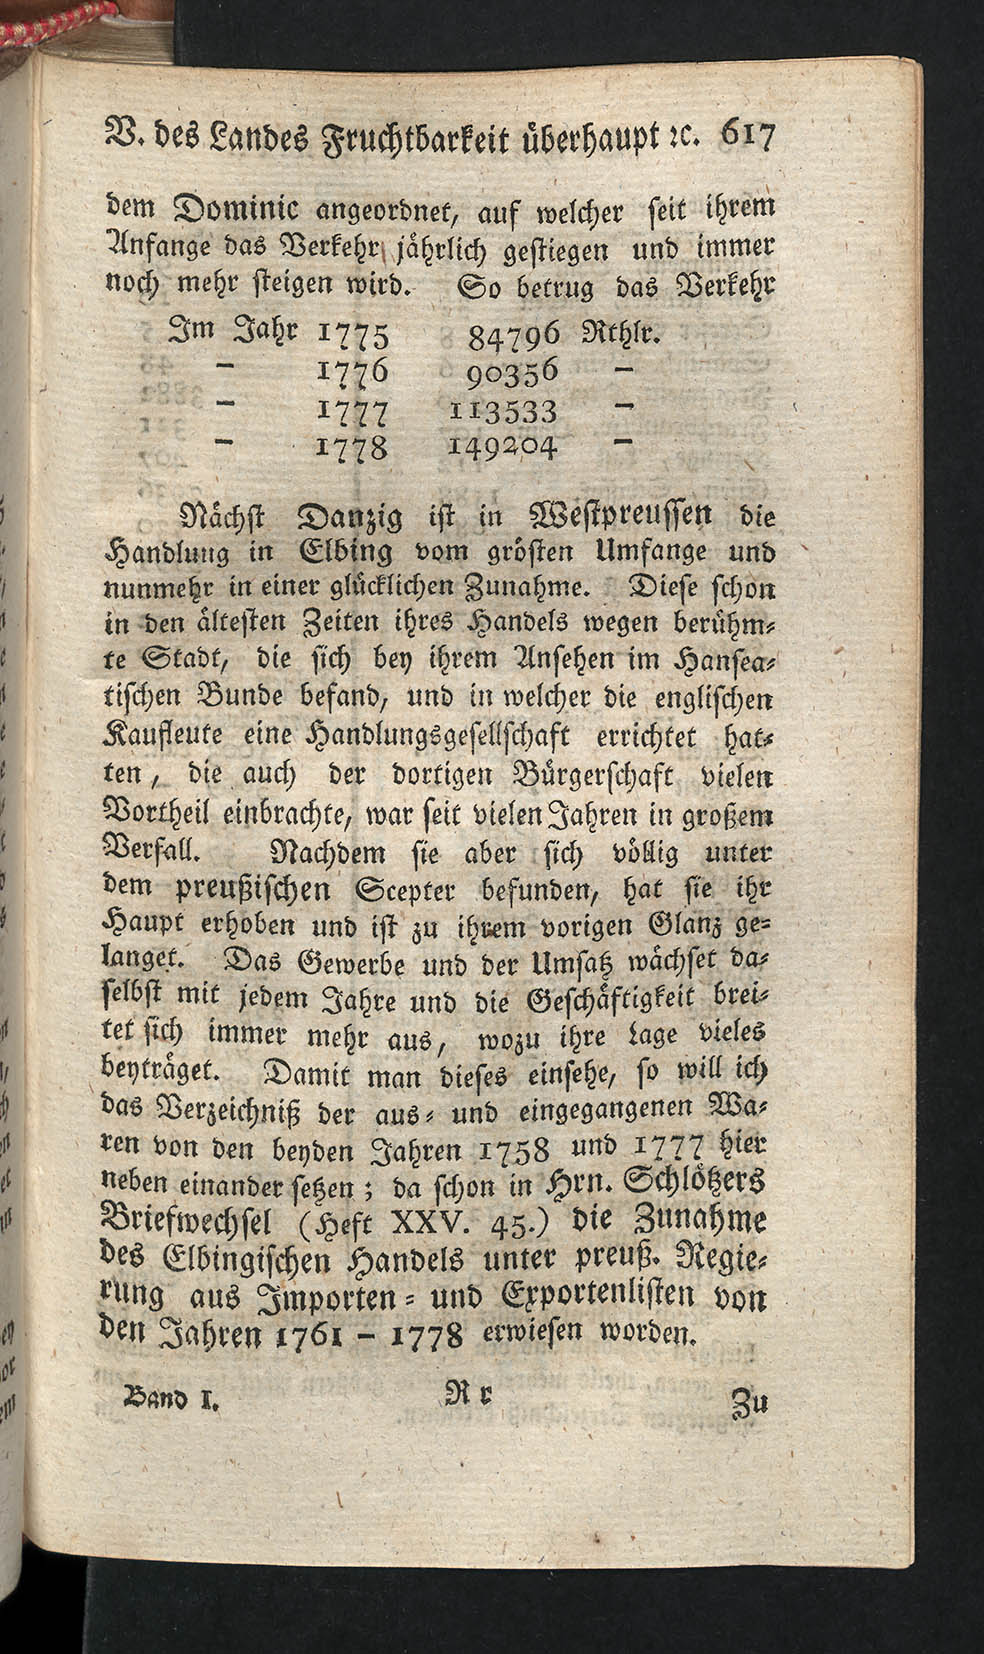 V. des Landes Fruchtbarkeit überhaupt ꝛc. 617
dem Dominic angeordnet, auf welcher seit ihrem
Anfange das Verkehr jährlich gestiegen und immer
noch mehr steigen wird. So betrug das Verkehr
Im Jahr 1775 84796 Rthlr.
– 1776 90356 –
– 1777 113533 –
– 1778 149204 –
Nächst Danzig ist in Westpreussen die
Handlung in Elbing vom grösten Umfange und
nunmehr in einer glücklichen Zunahme. Diese schon
in den ältesten Zeiten ihres Handels wegen berühm-
te Stadt, die sich bey ihrem Ansehen im Hansea-
tischen Bunde befand, und in welcher die englischen
Kaufleute eine Handlungsgesellschaft errichtet hat-
ten, die auch der dortigen Bürgerschaft vielen
Vortheil einbrachte, war seit vielen Jahren in großem
Verfall. Nachdem sie aber sich völlig unter
dem preußischen Scepter befunden, hat sie ihr
Haupt erhoben und ist zu ihrem vorigen Glanz ge-
langet. Das Gewerbe und der Umsatz wächset da-
selbst mit jedem Jahre und die Geschäftigkeit brei-
tet sich immer mehr aus, wozu ihre Lage vieles
beyträget. Damit man dieses einsehe, so will ich
das Verzeichniß der aus- und eingegangenen Wa-
ren von den beyden Jahren 1758 und 1777 hier
neben einander setzen; da schon in Hrn. Schlötzers
Briefwechsel (Heft XXV. 45.) die Zunahme
des Elbingischen Handels unter preuß. Regie-
rung aus Importen- und Exportenlisten von
den Jahren 1761 – 1778 erwiesen worden.
Band I. R r Zu